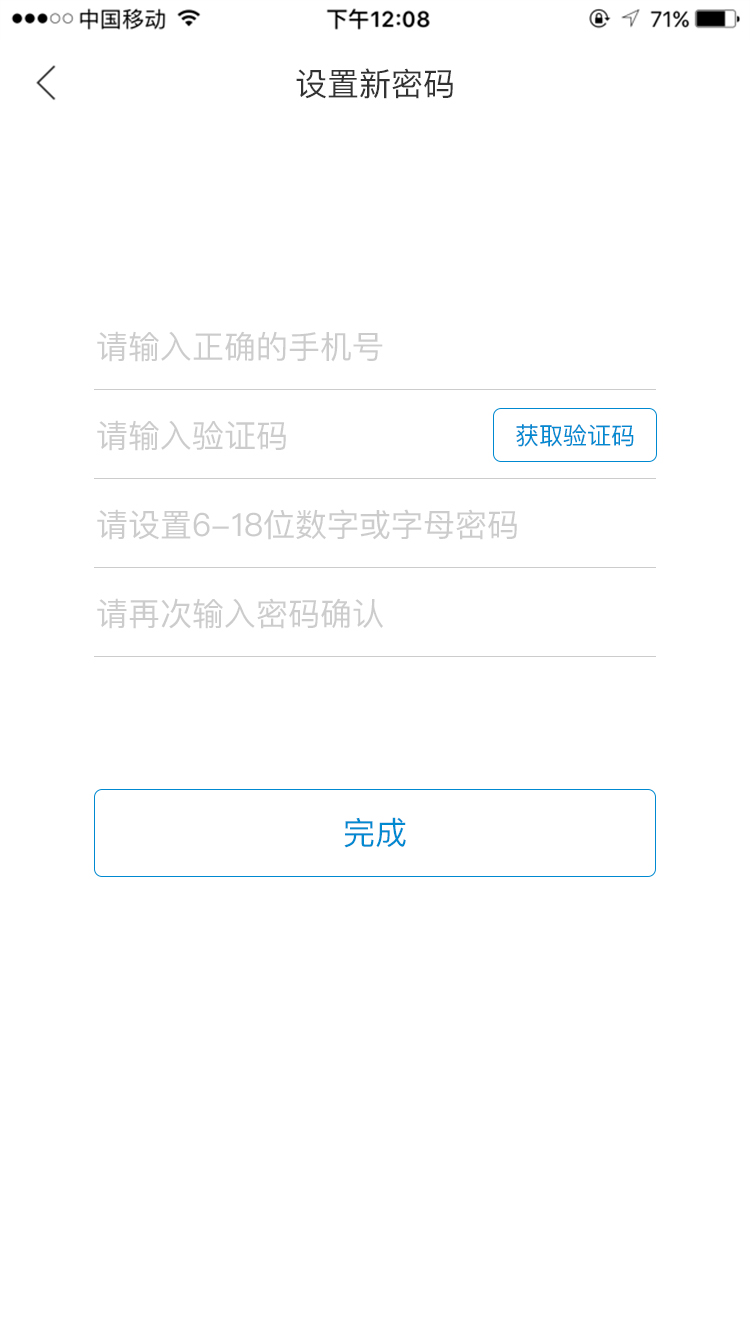 中国移动 下午12:08 71%
设置新密码
请输入正确的手机号
请输入验证码 获取验证码
请设置6-18位数字或字母密码
请再次输入密码确认
完成